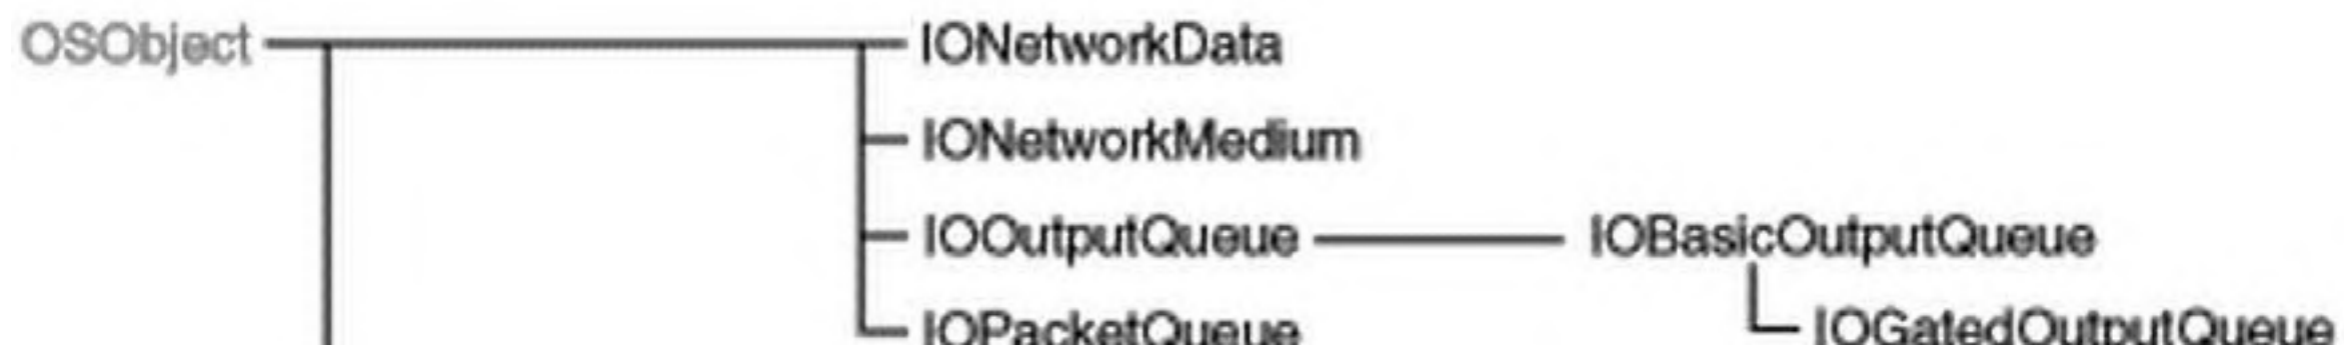 OSObject IONetworkData
IONetworkMedium
IOOutputQueue IOBasicOutputQueue
IOPacketQueue IOGatedOutputQueue